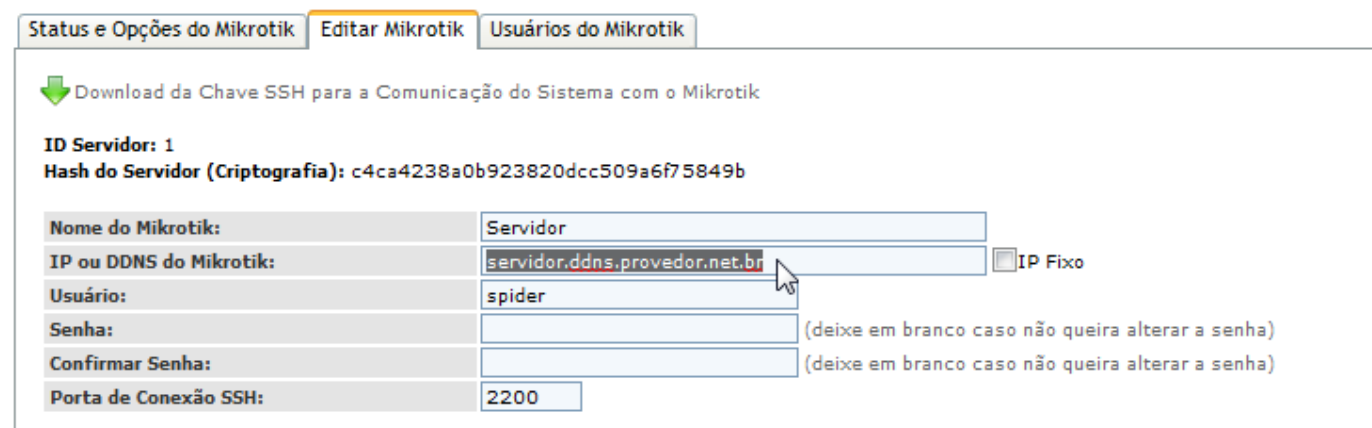 Status e Opções do Mikrotik Editar Mikrotik Usuários do Mikrotik
Download da Chave SSH para a Comunicação do Sistema com o Mikrotik
ID Servidor: 1
Hash do Servidor (Criptografia): c4ca4238a0b923820dcc509a6f75849b
Nome do Mikrotik: Servidor
IP ou DDNS do Mikrotik: servidor.ddns.provedor.net.br IP Fixo
Usuário: spider
Senha: (deixe em branco caso não queira alterar a senha)
Confirmar Senha: (deixe em branco caso não queira alterar a senha)
Porta de Conexão SSH: 2200